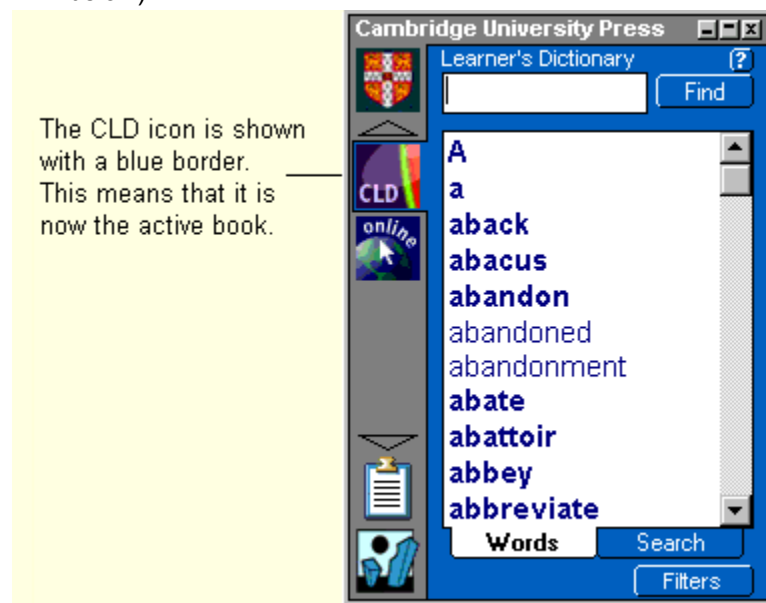 Cambridge University Press
Learner's Dictionary
?
Find
The CLD icon is shown
with a blue border.
This means that it is
now the active book.
CLD
online
A
a
aback
abacus
abandon
abandoned
abandonment
abate
abattoir
abbey
abbreviate
Words
Search
Filters